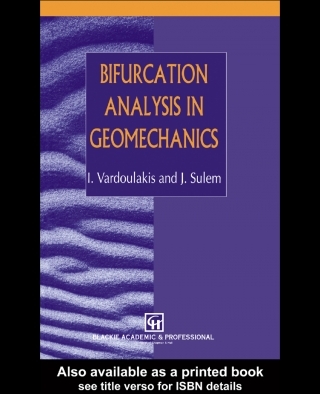 BIFURCATION
ANALYSIS IN
GEOMECHANICS
I. Vardoulakis and J. Sulem
BLACKIE ACADEMIC & PROFESSIONAL
Also available as a printed book
see title verso for ISBN details